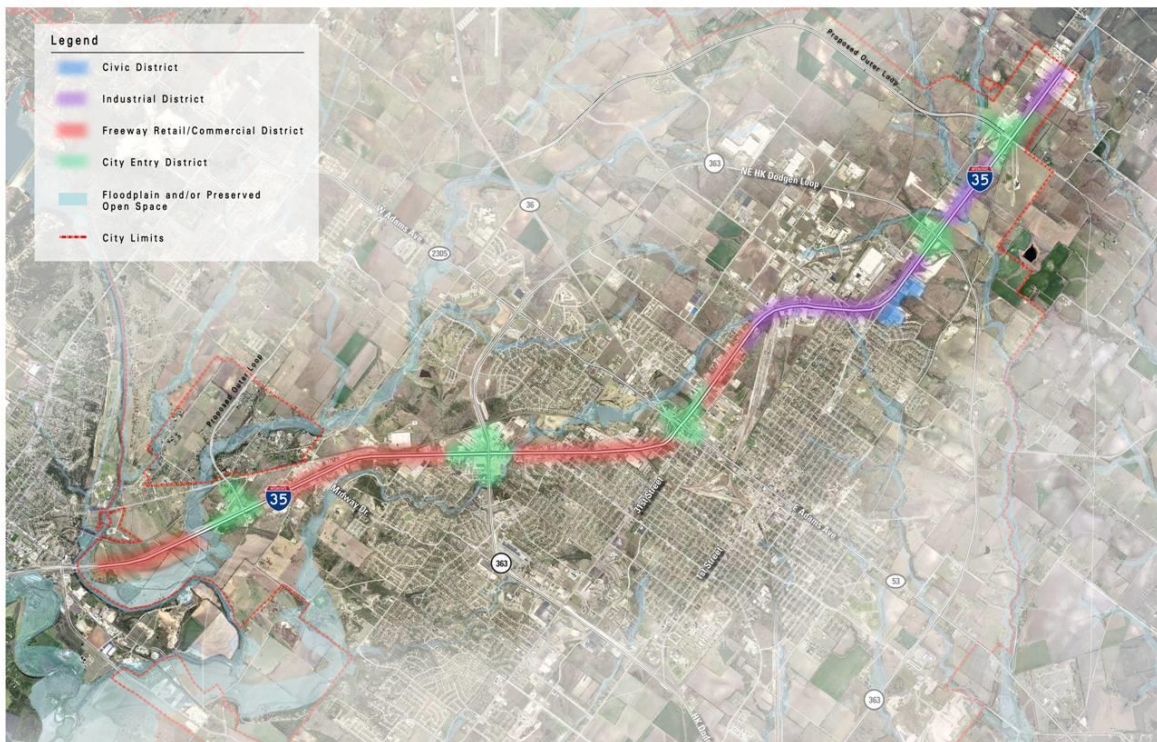 Legend
Civic District
Industrial District
Freeway Retail/Commercial District
City Entry District
Floodplain and/or Preserved
Open Space
City Limits
Proposed Outer Loop
35
363
NE HK Dodgen Loop
36
W Adams Ave
2305
Proposed Outer Loop
35
Midway Dr.
31st Street
E Adams Ave
363
1st Street
53
363